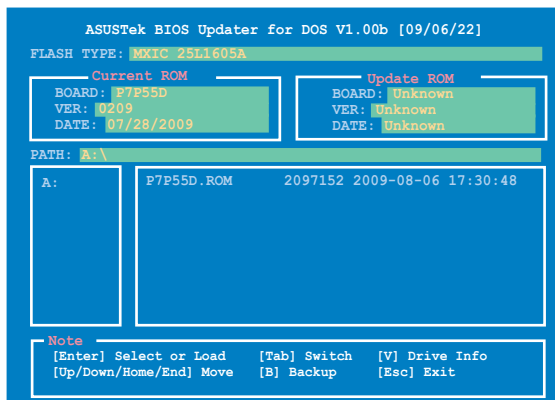 ASUSTek BIOS Updater for DOS V1.00b [09/06/22]
FLASH TYPE: MXIC 25L1605A
Current ROM
BOARD: P7P55D
VER: 0209
DATE: 07/28/2009
Update ROM
BOARD: Unknown
VER: Unknown
DATE: Unknown
PATH: A:\
A:
P7P55D.ROM 2097152 2009-08-06 17:30:48
Note
[Enter] Select or Load [Tab] Switch [V] Drive Info
[Up/Down/Home/End] Move [B] Backup [Esc] Exit